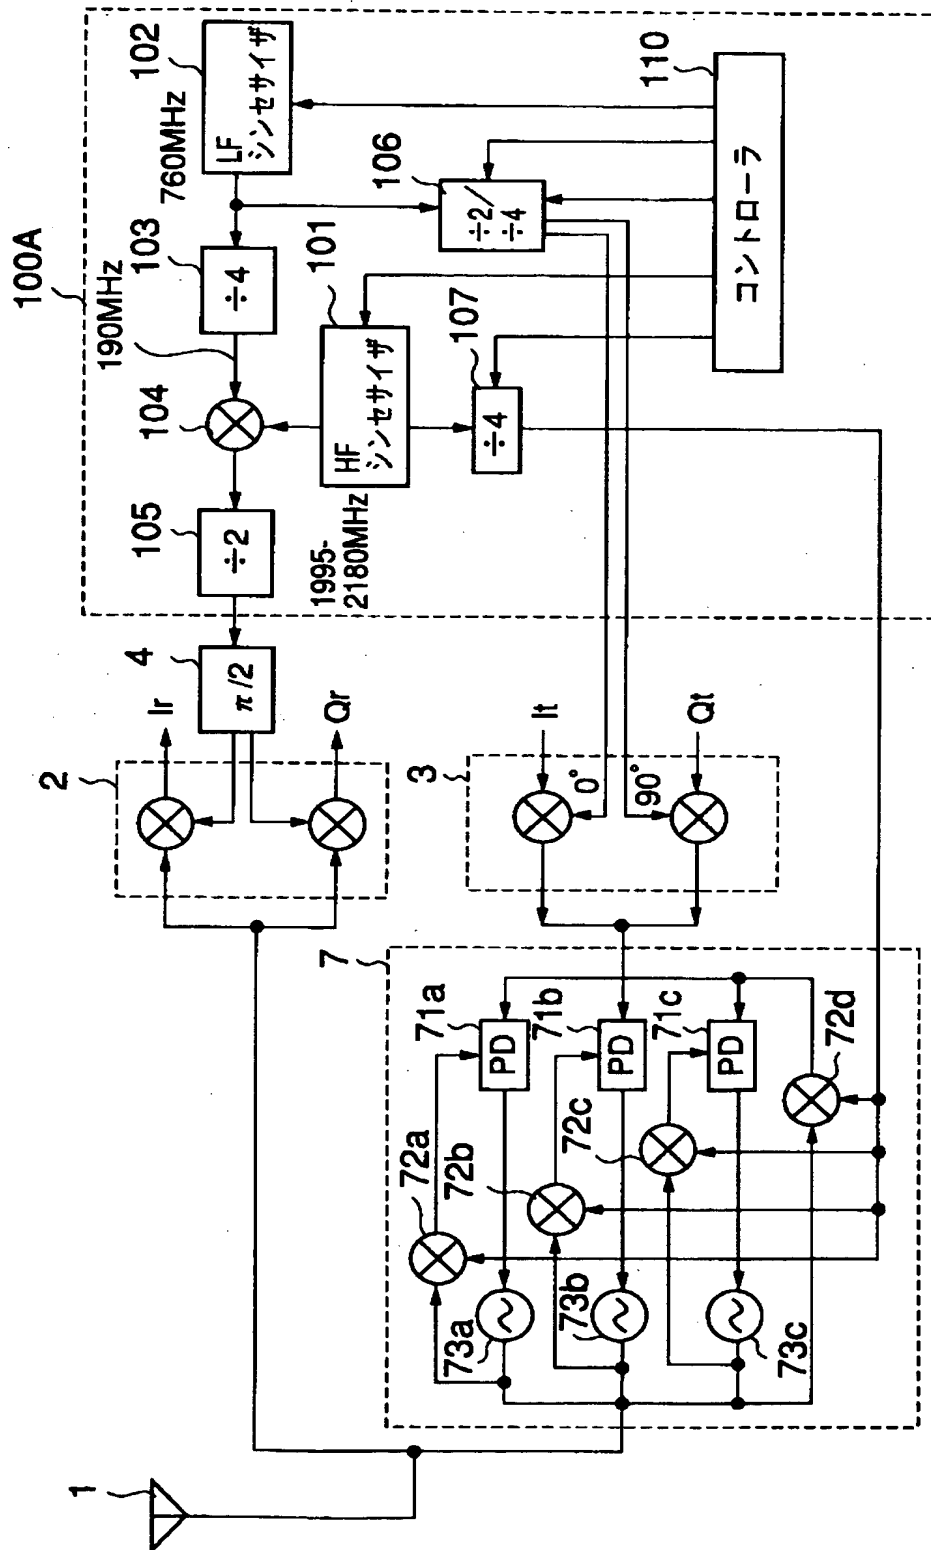 100A
190MHz
760MHz
102
LF
シンセサイザ
103
÷4
104
105
÷2
4
π/2
Ir
Qr
2
101
HF
シンセサイザ
1995-
2180MHz
106
÷2/
÷4
107
÷4
110
コントローラ
3
It
Qt
0°
90°
7
71a
PD
71b
PD
71c
PD
72a
72b
72c
72d
73a
73b
73c
1